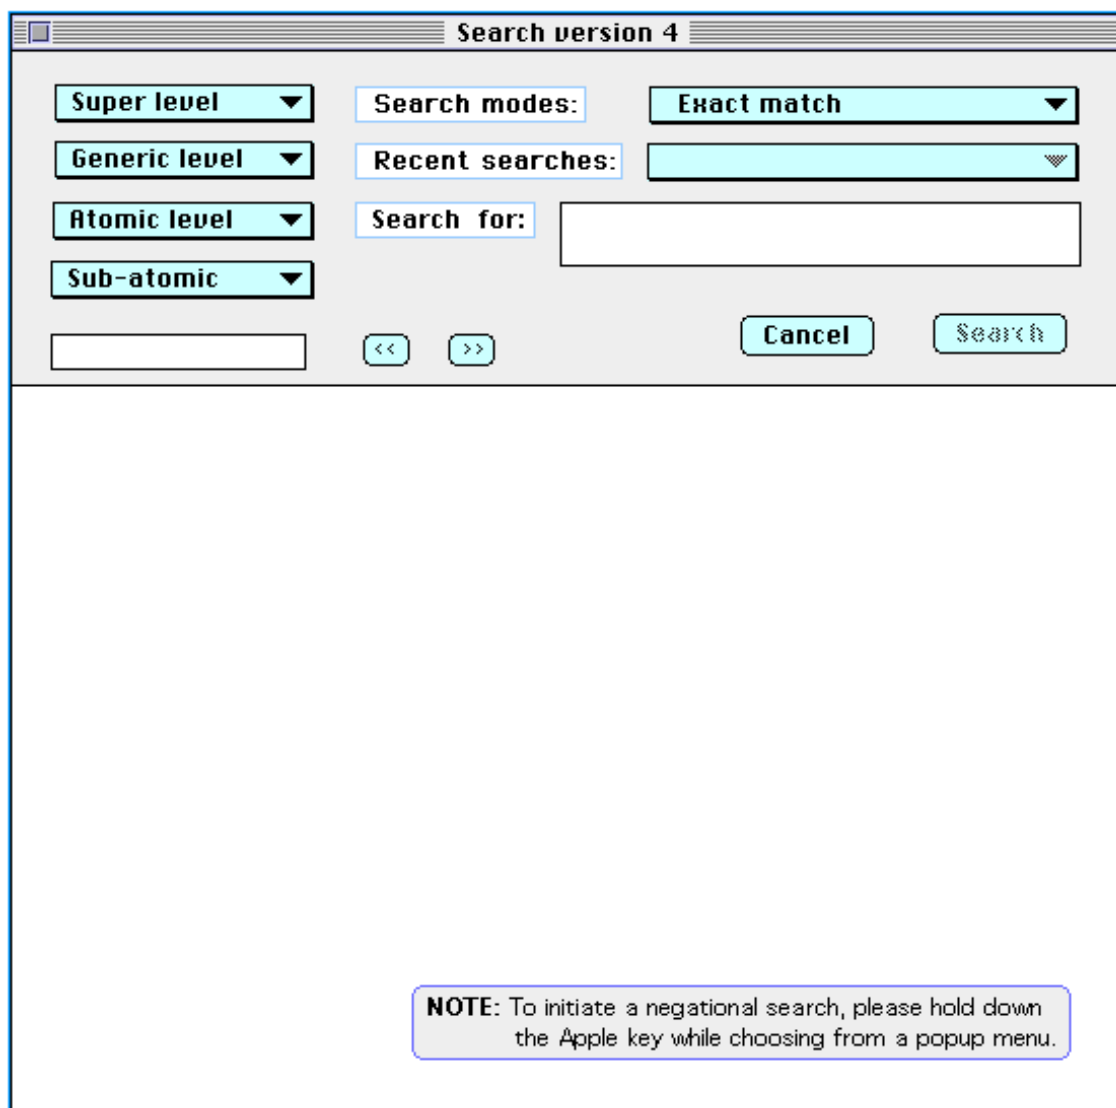 Search version 4
Super level
Search modes:
Exact match
Generic level
Recent searches:
Atomic level
Search for:
Sub-atomic
<<
>>
Cancel
Search
NOTE: To initiate a negational search, please hold down
the Apple key while choosing from a popup menu.